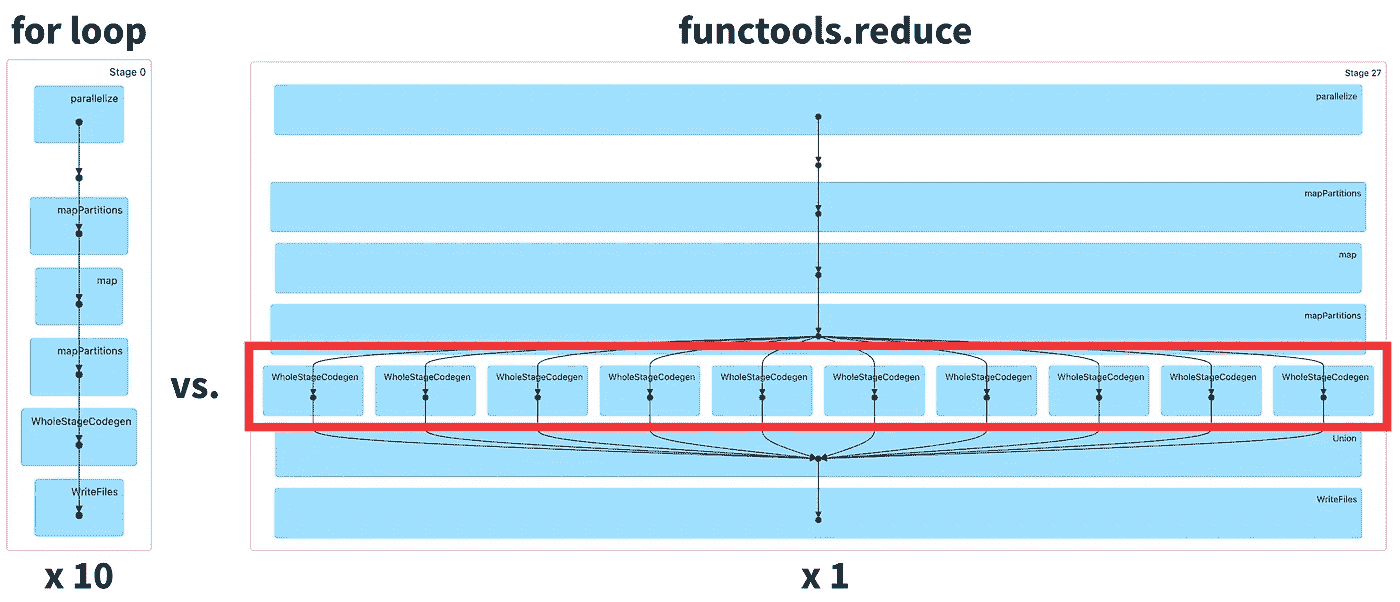 for loop
functools.reduce
Stage 0
parallelize
mapPartitions
map
mapPartitions
WholeStageCodegen
WriteFiles
x 10
vs.
Stage 27
parallelize
mapPartitions
map
mapPartitions
WholeStageCodegen WholeStageCodegen WholeStageCodegen WholeStageCodegen WholeStageCodegen WholeStageCodegen WholeStageCodegen WholeStageCodegen WholeStageCodegen WholeStageCodegen
Union
WriteFiles
x 1